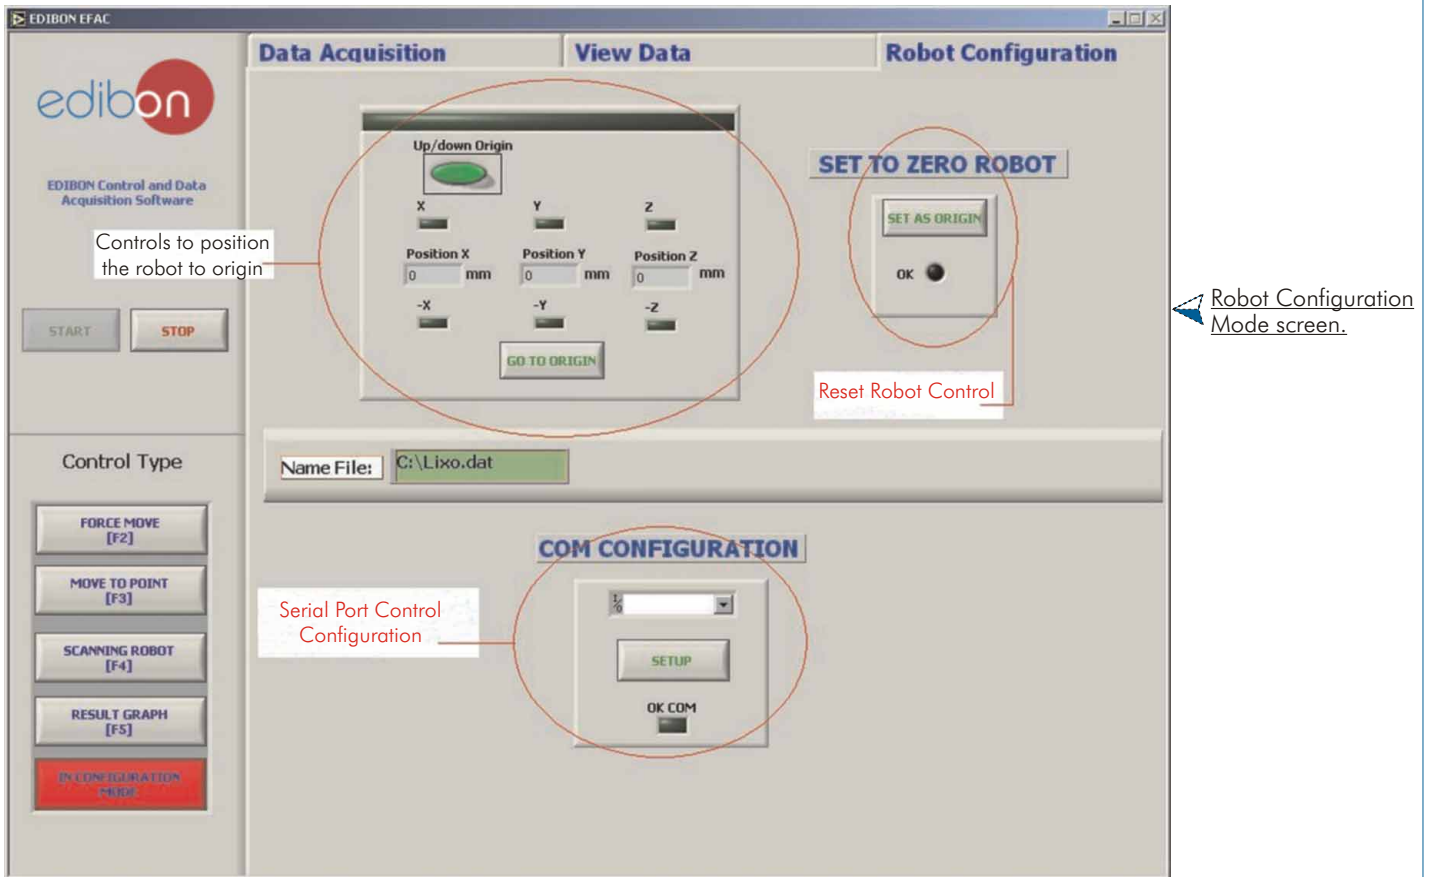 EDIBON EFAC
edibon
EDIBON Control and Data
Acquisition Software
START
STOP
Control Type
FORCE MOVE
[F2]
MOVE TO POINT
[F3]
SCANNING ROBOT
[F4]
RESULT GRAPH
[F5]
IN CONFIGURATION
MODE
Data Acquisition
View Data
Robot Configuration
Controls to position
the robot to origin
Up/down Origin
X Y Z
Position X Position Y Position Z
0 mm 0 mm 0 mm
-X -Y -Z
GO TO ORIGIN
SET TO ZERO ROBOT
SET AS ORIGIN
OK
Reset Robot Control
Name File: C:\Lixo.dat
COM CONFIGURATION
Serial Port Control
Configuration
SETUP
OK COM
Robot Configuration
Mode screen.